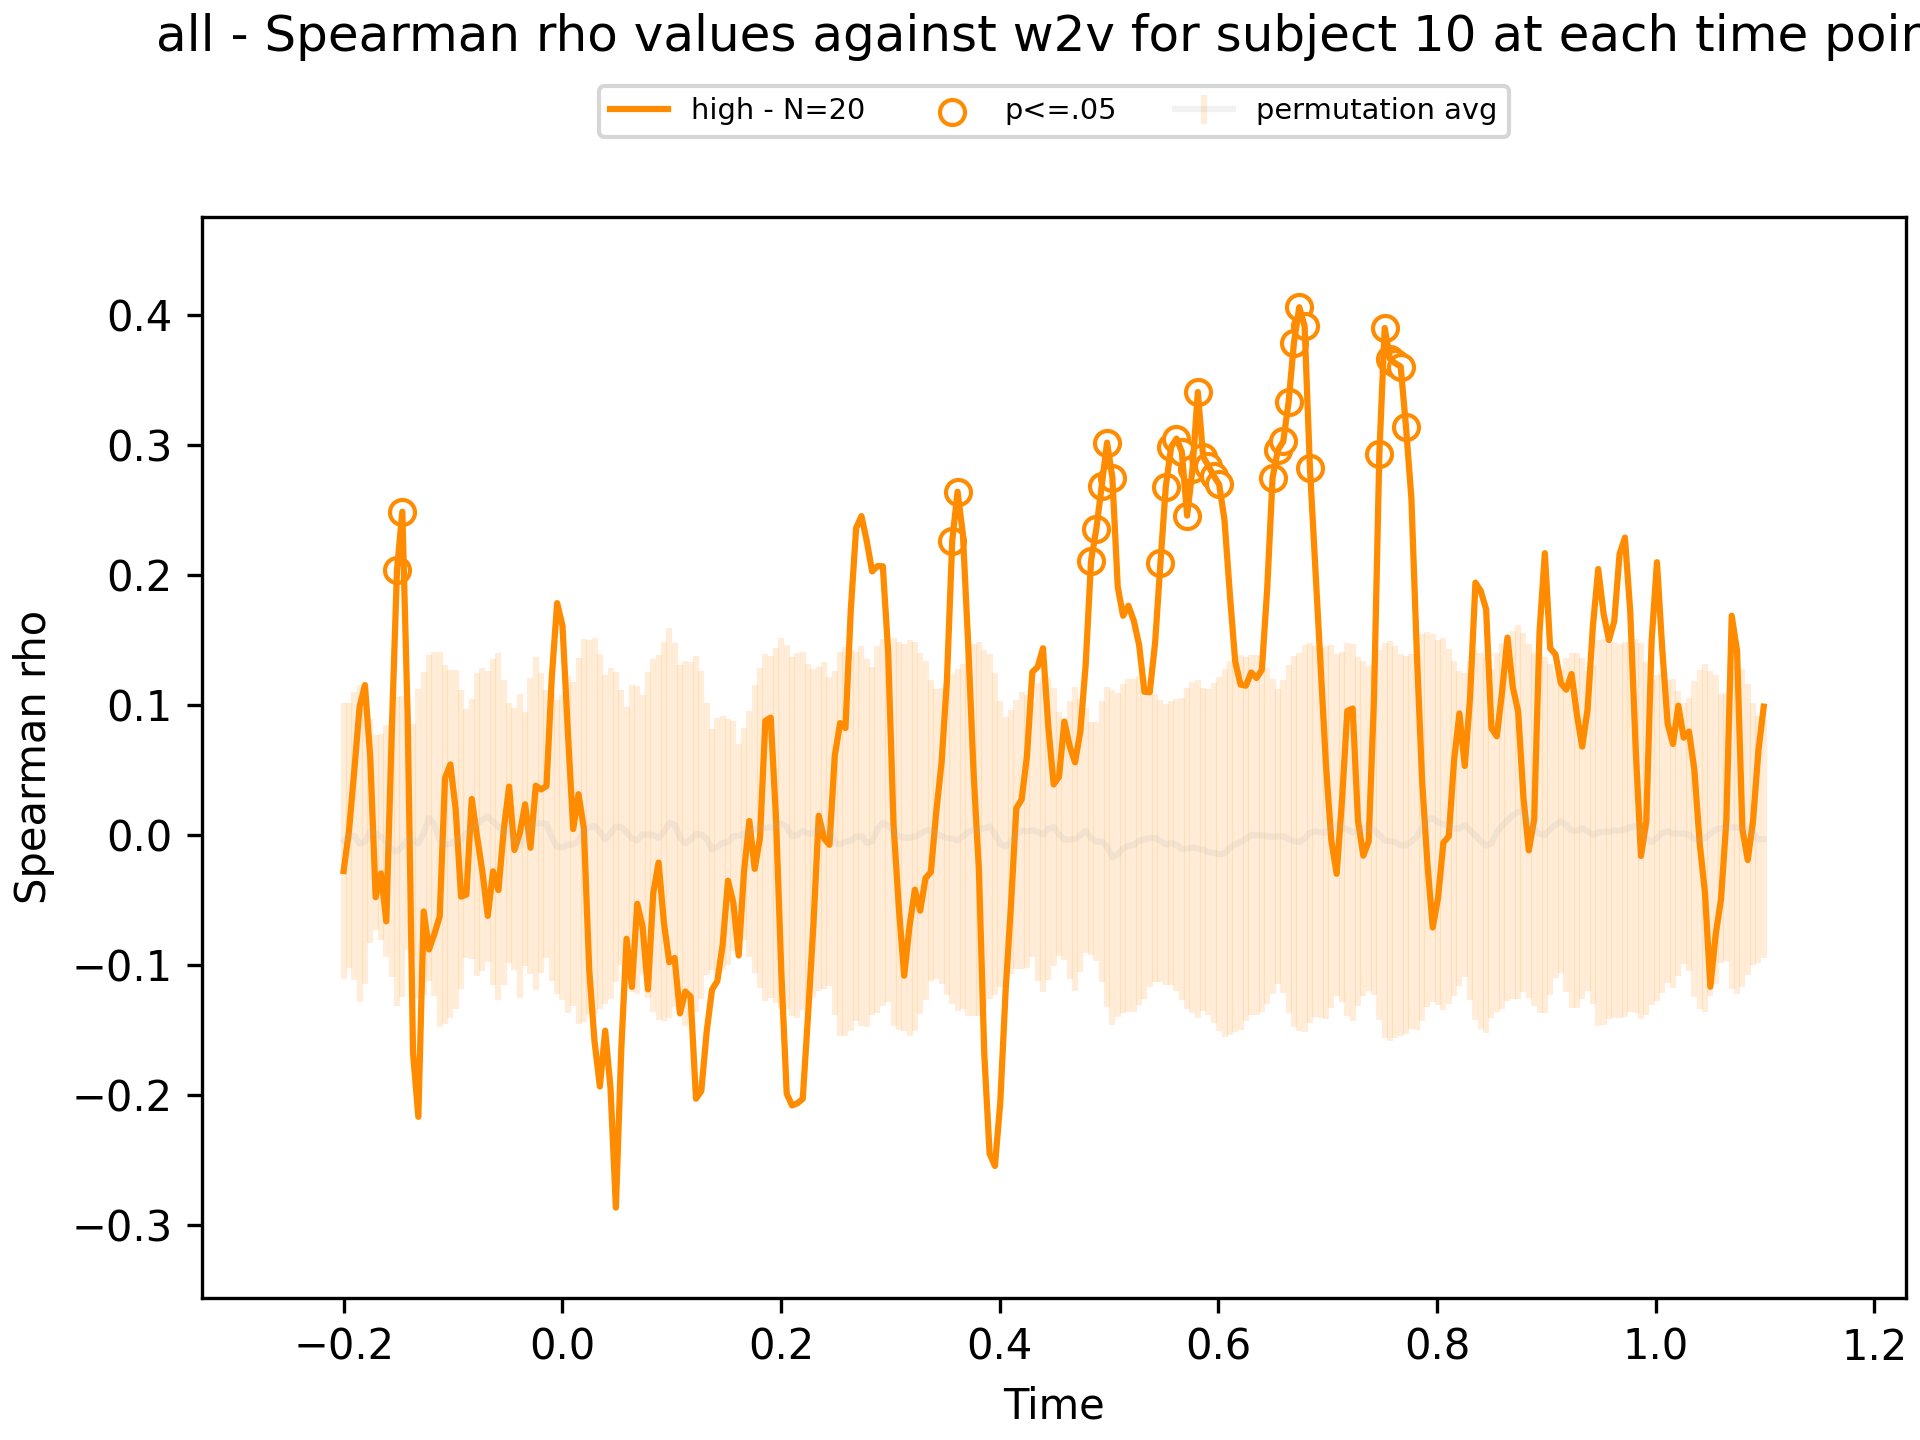 all - Spearman rho values against w2v for subject 10 at each time
high - N=20 p<=.05 permutation avg
Spearman rho
0.4
0.3
0.2
0.1
0.0
−0.1
−0.2
−0.3
−0.2 0.0 0.2 0.4 0.6 0.8 1.0 1.2
Time